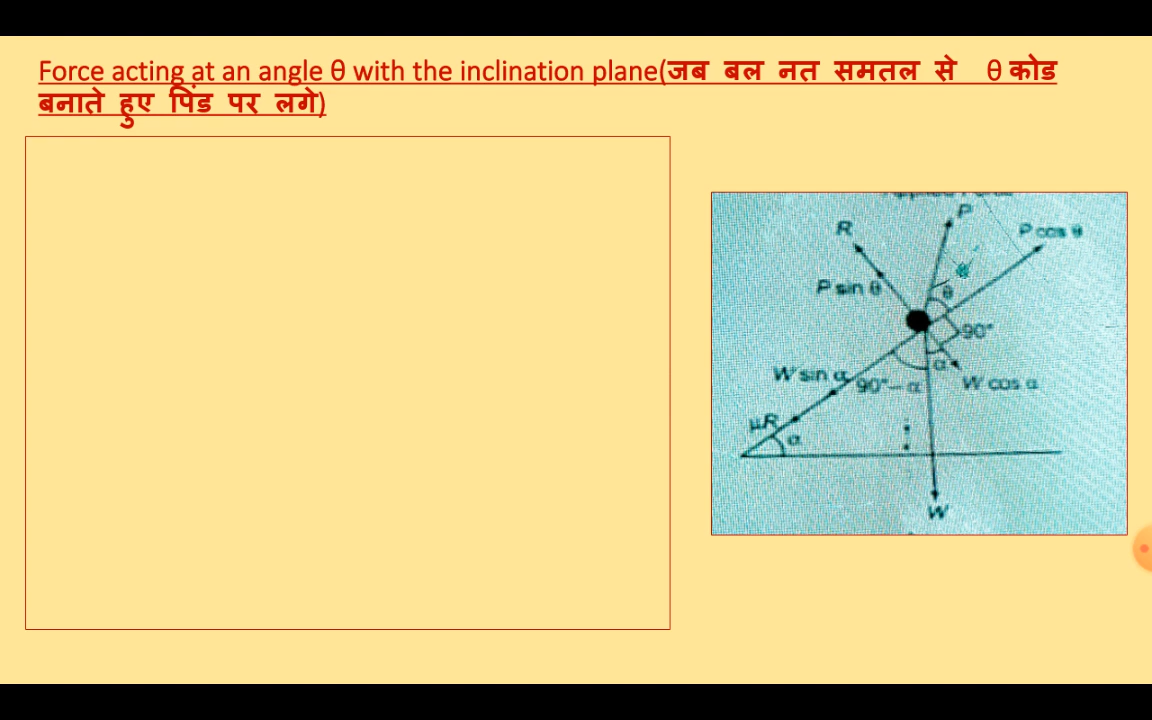 Force acting at an angle θ with the inclination plane(जब बल नत समतल से θ कोड
बनाते हुए पिंड पर लगे)
R
P
P cos θ
θ
P sin θ
θ
90°
W sin α
90°– α
α
W cos α
μR
α
W